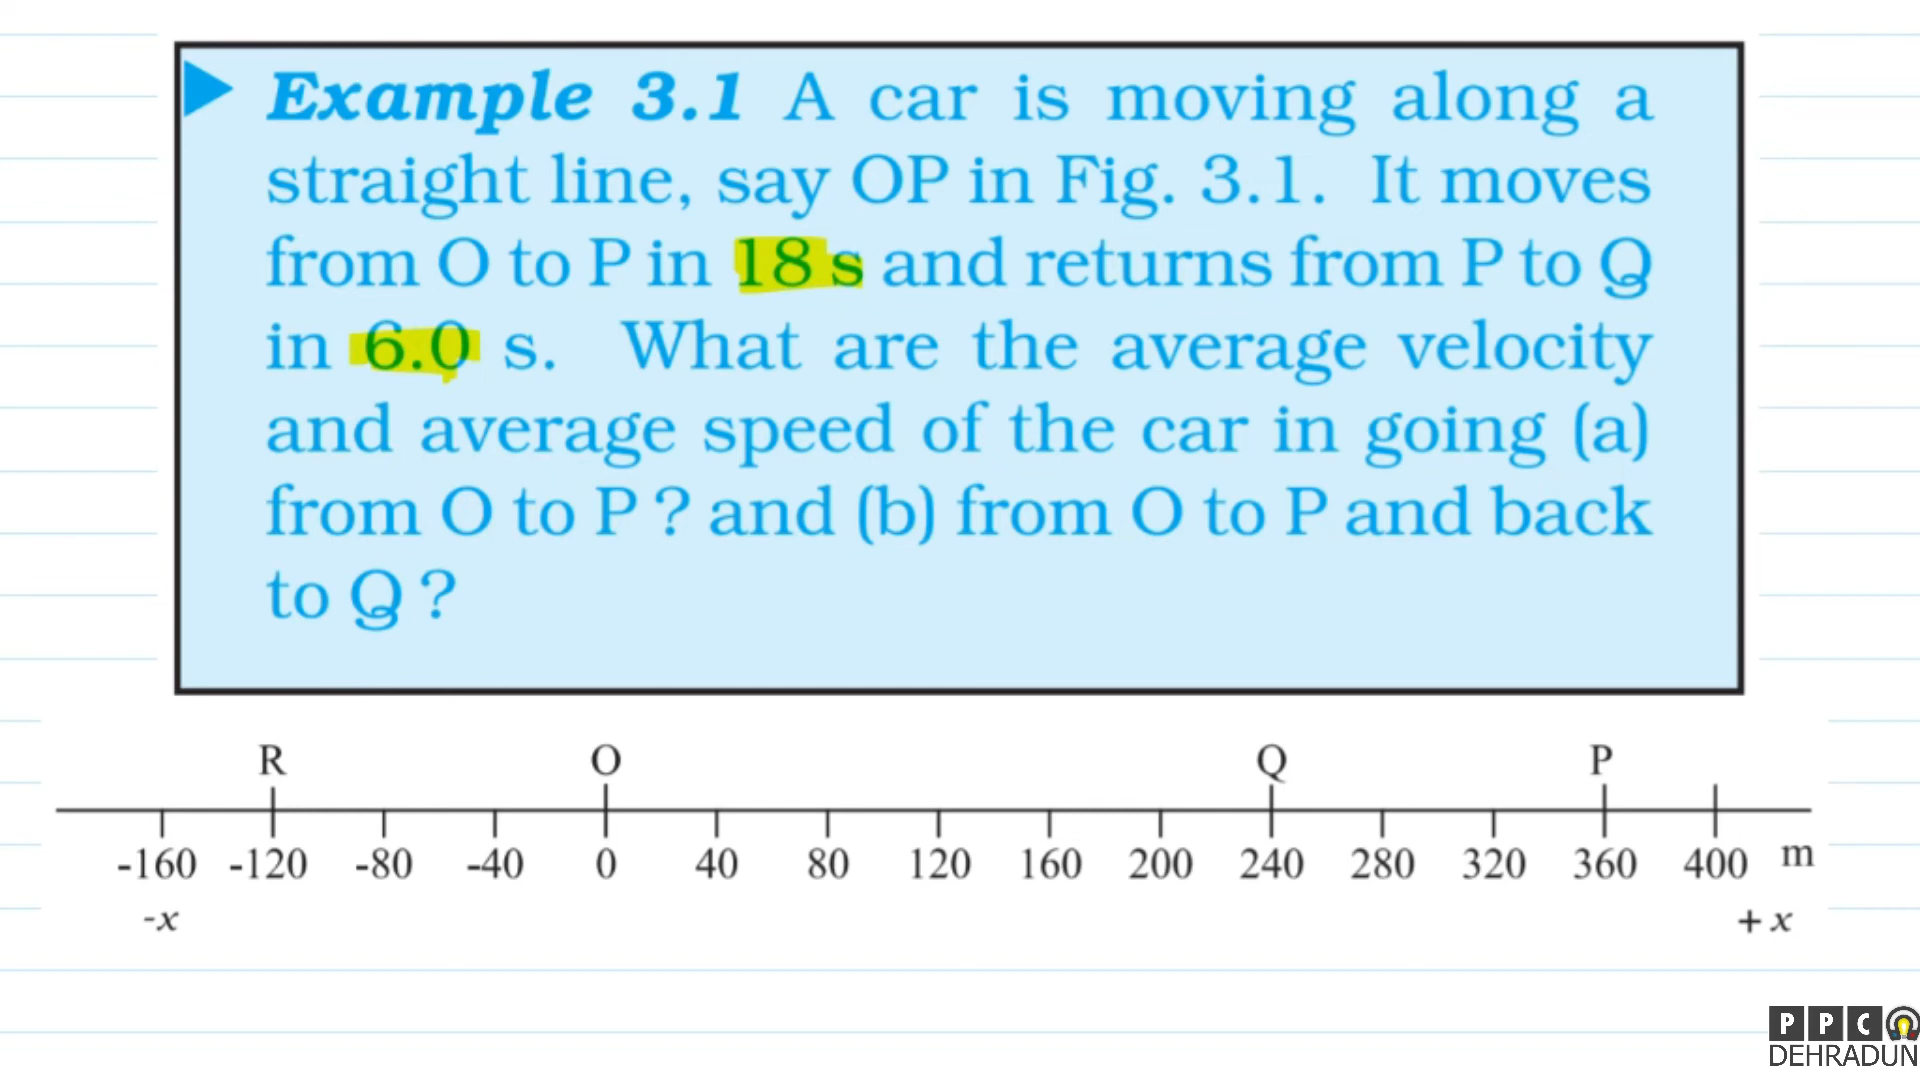 Example 3.1 A car is moving along a
straight line, say OP in Fig. 3.1. It moves
from O to P in 18 s and returns from P to Q
in 6.0 s. What are the average velocity
and average speed of the car in going (a)
from O to P ? and (b) from O to P and back
to Q ?
R O Q P
-160 -120 -80 -40 0 40 80 120 160 200 240 280 320 360 400 m
-x + x
P P C
DEHRADUN